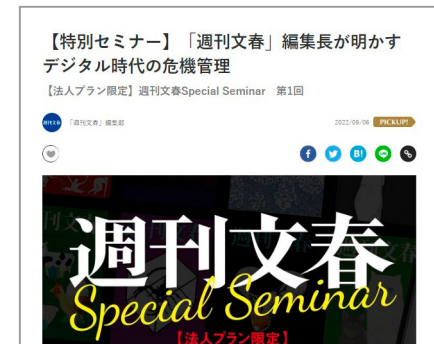 【特別セミナー】「週刊文春」編集長が明かす
デジタル時代の危機管理
【法人プラン限定】週刊文春Special Seminar 第1回
「週刊文春」編集部
2022/09/06 PICKUP!
週刊文春
Special Seminar
【法人プラン限定】